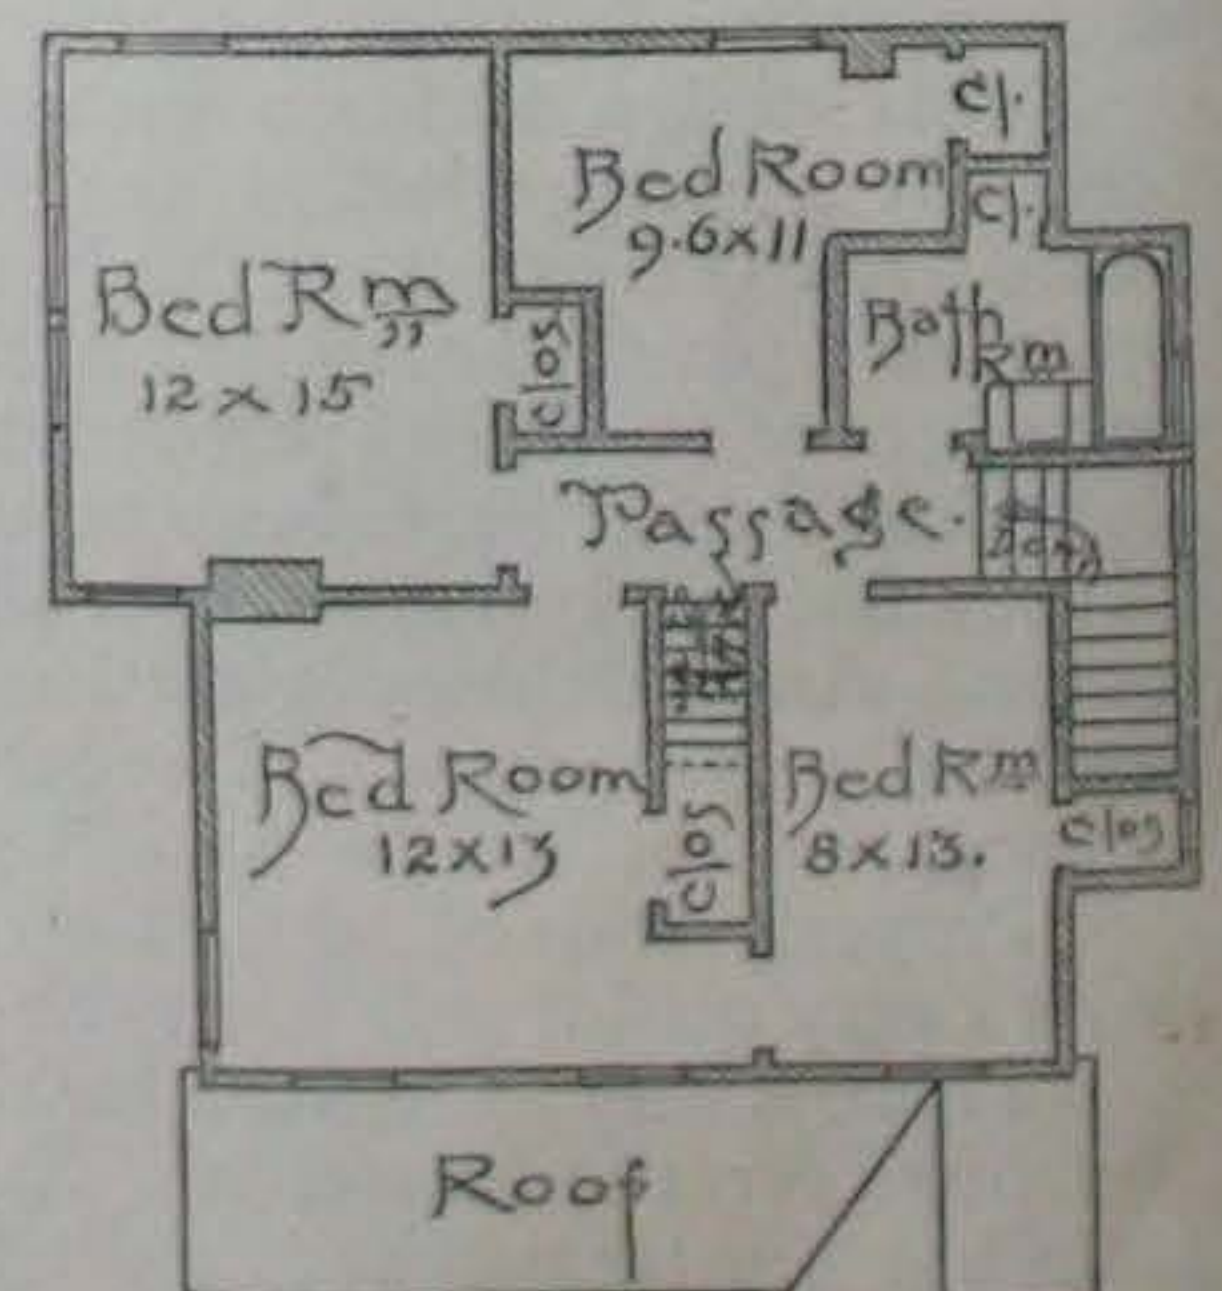 Cl.
Bed Room
9.6x11
Cl.
Bed Rm
12 x 15
Clos
Bath
Rm
Passage.
Bed Room
12x13
Clos
Bed Rm
8x13.
Clos
Roof